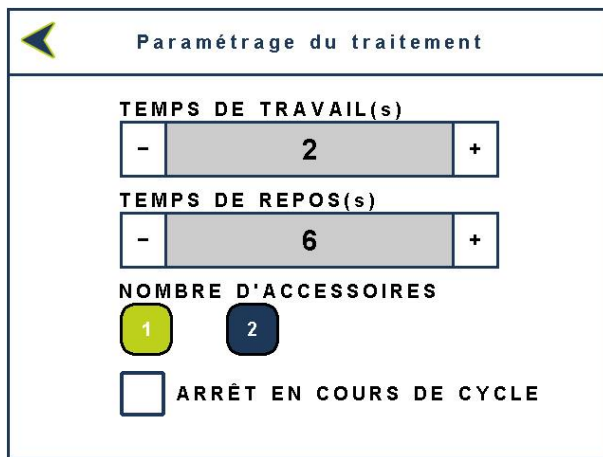 Paramétrage du traitement
TEMPS DE TRAVAIL(s)
- 2 +
TEMPS DE REPOS(s)
- 6 +
NOMBRE D'ACCESSOIRES
1 2
ARRÊT EN COURS DE CYCLE